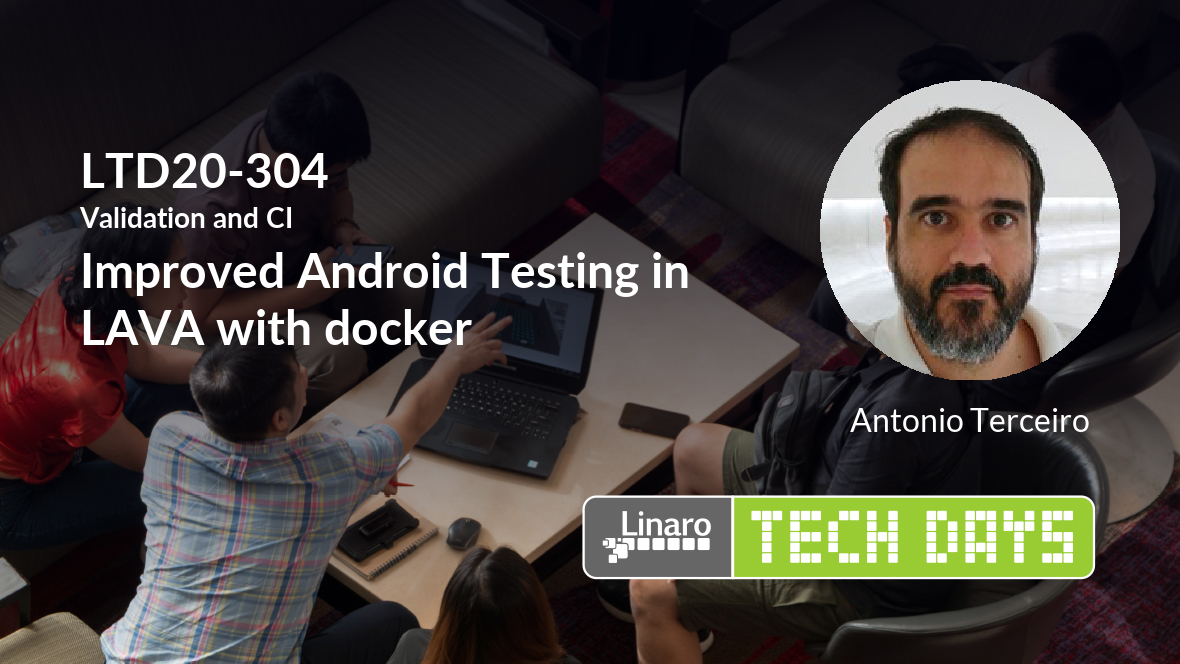 LTD20-304
Validation and CI
Improved Android Testing in
LAVA with docker
Antonio Terceiro
Linaro
TECH DAYS